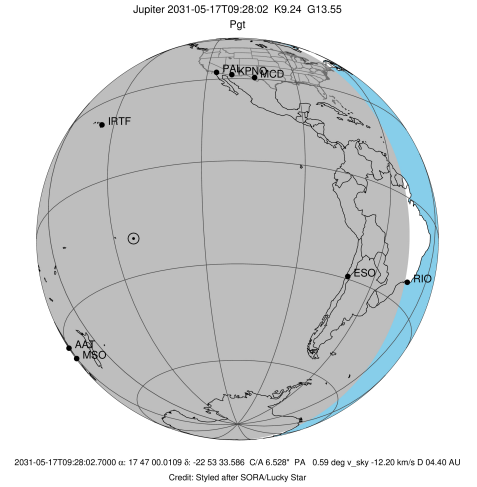 Jupiter 2031-05-17T09:28:02 K9.24 G13.55
Pgt
PAL KPNO MCD
IRTF
ESO
RIO
AAT
MSO
2031-05-17T09:28:02.7000 α: 17 47 00.0109 δ: -22 53 33.586 C/A 6.528" PA 0.59 deg v_sky -12.20 km/s D 04.40 AU
Credit: Styled after SORA/Lucky Star